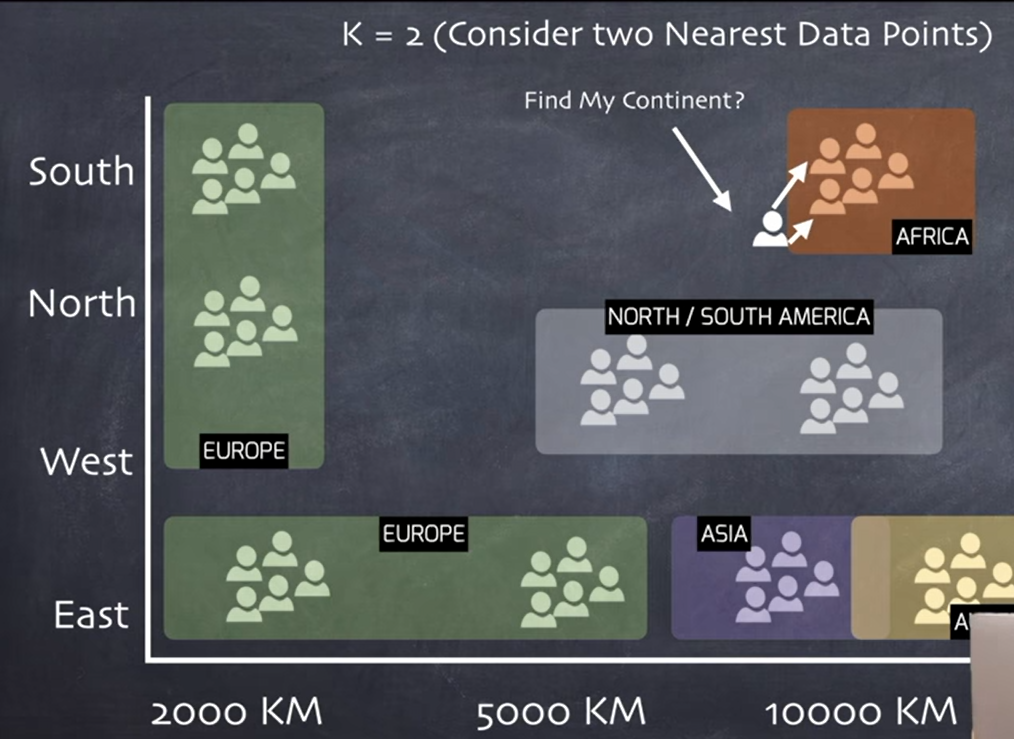 K = 2 (Consider two Nearest Data Points)
Find My Continent?
South
AFRICA
North
NORTH / SOUTH AMERICA
West
EUROPE
EUROPE
ASIA
East
2000 KM
5000 KM
10000 KM